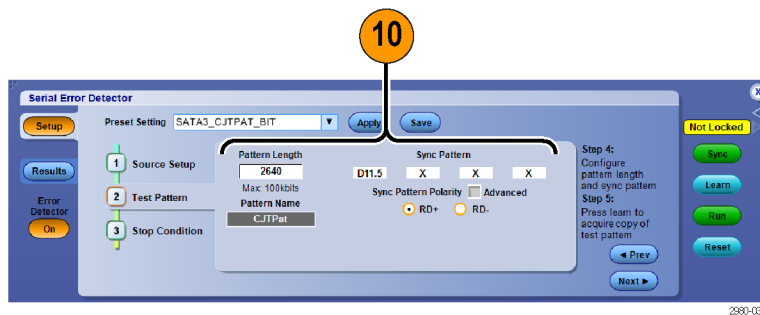 10
Serial Error Detector
X
Setup
Preset Setting SATA3_CJTPAT_BIT Apply Save
Not Locked
Results
Error
Detector
On
1 Source Setup
2 Test Pattern
3 Stop Condition
Pattern Length
2640
Max: 100kbits
Pattern Name
CJTPat
Sync Pattern
D11.5 X X X
Sync Pattern Polarity Advanced
RD+ RD-
Step 4:
Configure
pattern length
and sync pattern
Step 5:
Press learn to
acquire copy of
test pattern
◄ Prev
Next ►
Sync
Learn
Run
Reset
2980-03